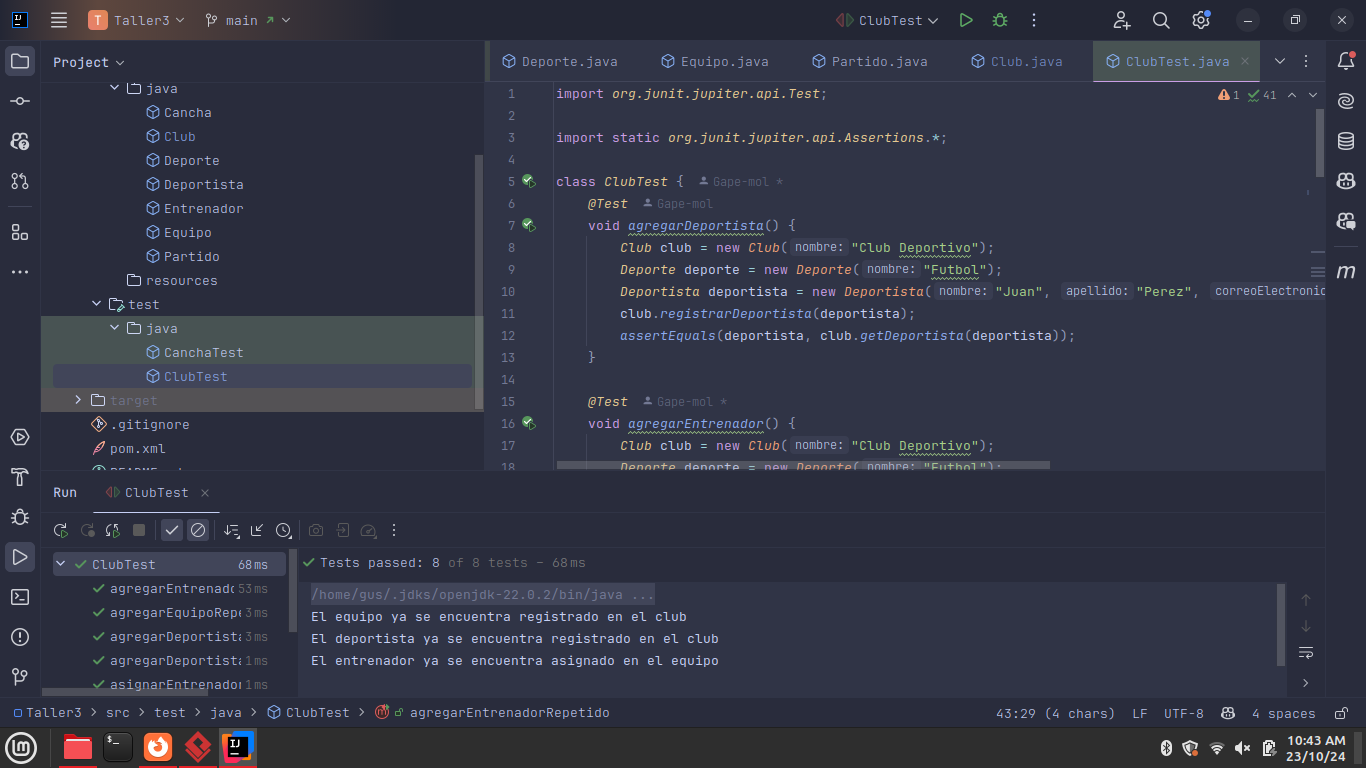 T Taller3 main ClubTest
Project
Deporte.java Equipo.java Partido.java Club.java ClubTest.java
java
Cancha
Club
Deporte
Deportista
Entrenador
Equipo
Partido
resources
test
java
CanchaTest
ClubTest
target
.gitignore
pom.xml
1 import org.junit.jupiter.api.Test; 1 41
2
3 import static org.junit.jupiter.api.Assertions.*;
4
5 class ClubTest { Gape-mol *
6 @Test Gape-mol
7 void agregarDeportista() {
8 Club club = new Club( nombre: "Club Deportivo");
9 Deporte deporte = new Deporte( nombre: "Futbol");
10 Deportista deportista = new Deportista( nombre: "Juan", apellido: "Perez", correoElectronic
11 club.registrarDeportista(deportista);
12 assertEquals(deportista, club.getDeportista(deportista));
13 }
14
15 @Test Gape-mol *
16 void agregarEntrenador() {
17 Club club = new Club( nombre: "Club Deportivo");
18 Deporte deporte = new Deporte( nombre: "Futbol");
Run ClubTest
ClubTest 68 ms
agregarEntrenadc 53 ms
agregarEquipoRepe 3 ms
agregarDeportista 3 ms
agregarDeportista 1 ms
asignarEntrenador 1 ms
Tests passed: 8 of 8 tests – 68 ms
/home/gus/.jdks/openjdk-22.0.2/bin/java ...
El equipo ya se encuentra registrado en el club
El deportista ya se encuentra registrado en el club
El entrenador ya se encuentra asignado en el equipo
Taller3 > src > test > java > ClubTest > agregarEntrenadorRepetido 43:29 (4 chars) LF UTF-8 4 spaces
10:43 AM
23/10/24